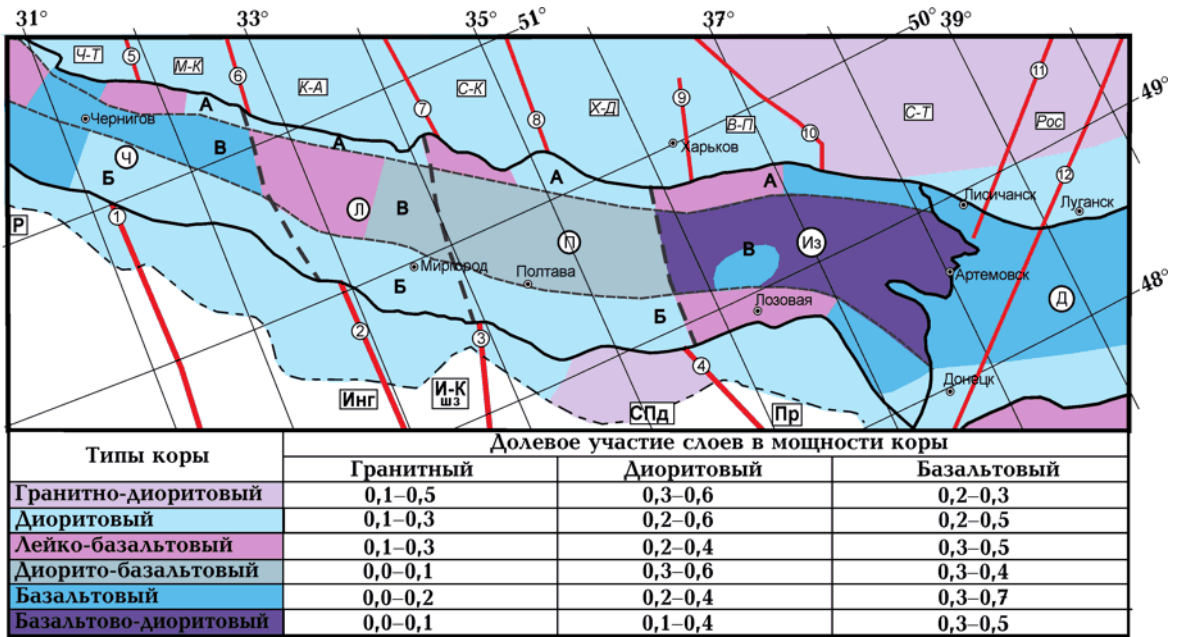 31° 33° 35° 51° 37° 50° 39°
Ч-Т 5 М-К 6 К-А 7 С-К 8 Х-Д 9 В-П 10 С-Т 11 Рос 12
49°
48°
А А А А
Чернигов
Харьков
Ч В Б
Лисичанск
Луганск
Л В П В Из
Р 1
Миргород
Полтава
Артемовск
Б Б
Лозовая
Д
2 3 4
Донецк
Инг
И-К
шз
СПд
Пр
Типы коры
Долевое участие слоев в мощности коры
Гранитный Диоритовый Базальтовый
Гранитно-диоритовый 0,1–0,5 0,3–0,6 0,2–0,3
Диоритовый 0,1–0,3 0,2–0,6 0,2–0,5
Лейко-базальтовый 0,1–0,3 0,2–0,4 0,3–0,5
Диорито-базальтовый 0,0–0,1 0,3–0,6 0,3–0,4
Базальтовый 0,0–0,2 0,2–0,4 0,3–0,7
Базальтово-диоритовый 0,0–0,1 0,1–0,4 0,3–0,5